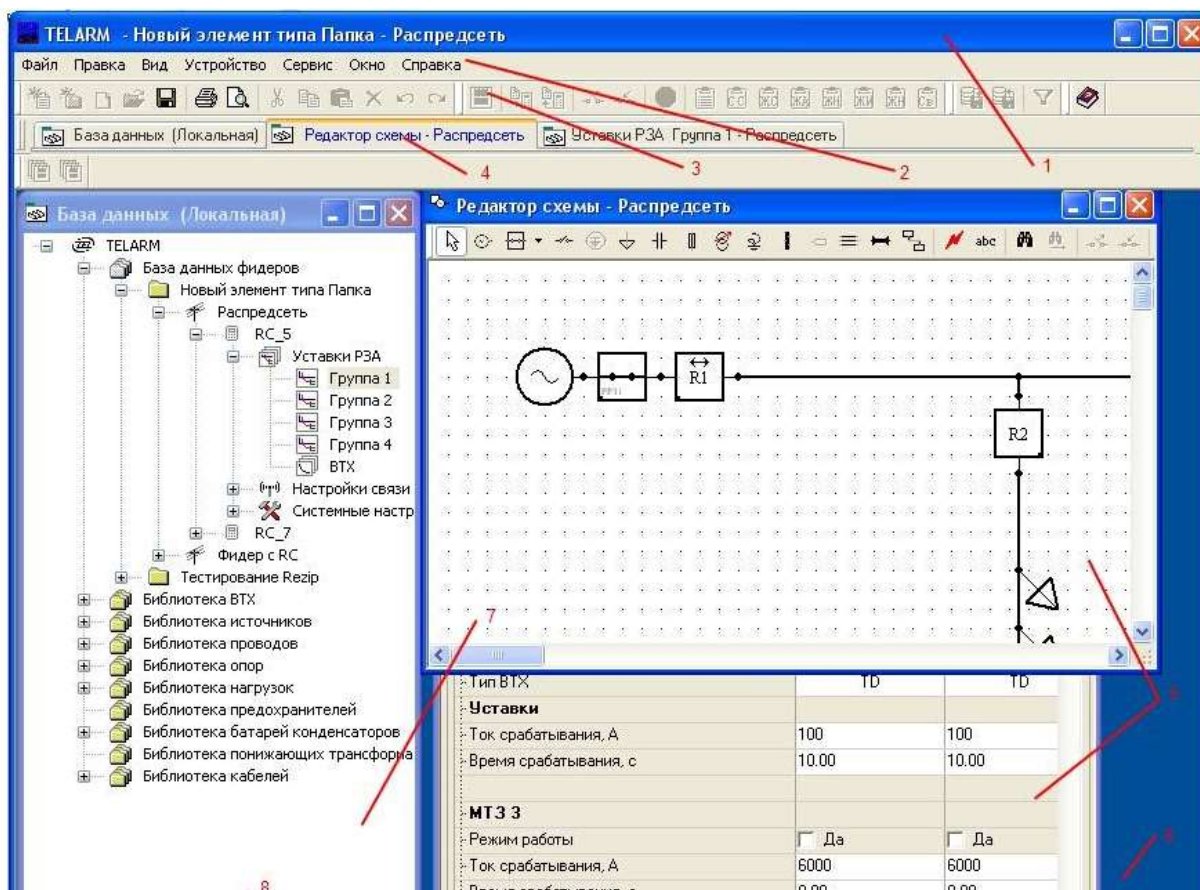 TELARM - Новый элемент типа Папка - Распредсеть
Файл Правка Вид Устройство Сервис Окно Справка
База данных (Локальная) Редактор схемы - Распредсеть Уставки РЗА Группа 1 - Распредсеть
4 3 2 1
База данных (Локальная)
TELARM
База данных фидеров
Новый элемент типа Папка
Распредсеть
RC_5
Уставки РЗА
Группа 1
Группа 2
Группа 3
Группа 4
ВТХ
Настройки связи
Системные настр
RC_7
Фидер с RC
Тестирование Rezip
Библиотека ВТХ
Библиотека источников
Библиотека проводов
Библиотека опор
Библиотека нагрузок
Библиотека предохранителей
Библиотека батарей конденсаторов
Библиотека понижающих трансформа
Библиотека кабелей
7
8
Редактор схемы - Распредсеть
abc
R1
R2
Тип ВТХ TD TD
Уставки
Ток срабатывания, А 100 100
Время срабатывания, с 10.00 10.00
МТЗ 3
Режим работы Да Да
Ток срабатывания, А 6000 6000